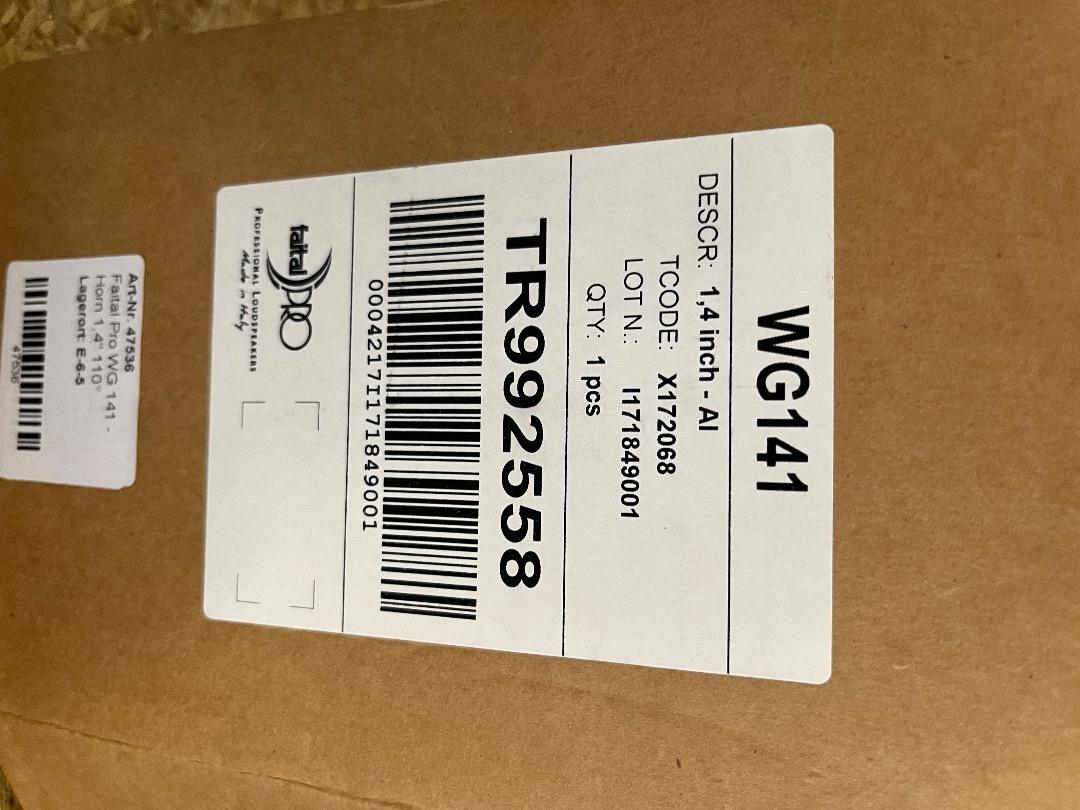 WG141
DESCR: 1,4 inch - Al
TCODE: X172068
LOT N.: I171849001
QTY: 1 pcs
TR992558
0004217I171849001
faital PRO
PROFESSIONAL LOUDSPEAKERS
Made in Italy
Art-Nr. 47536
Faital Pro WG 141 -
Horn 1,4" 110°
Lagerort: E-6-5
47536